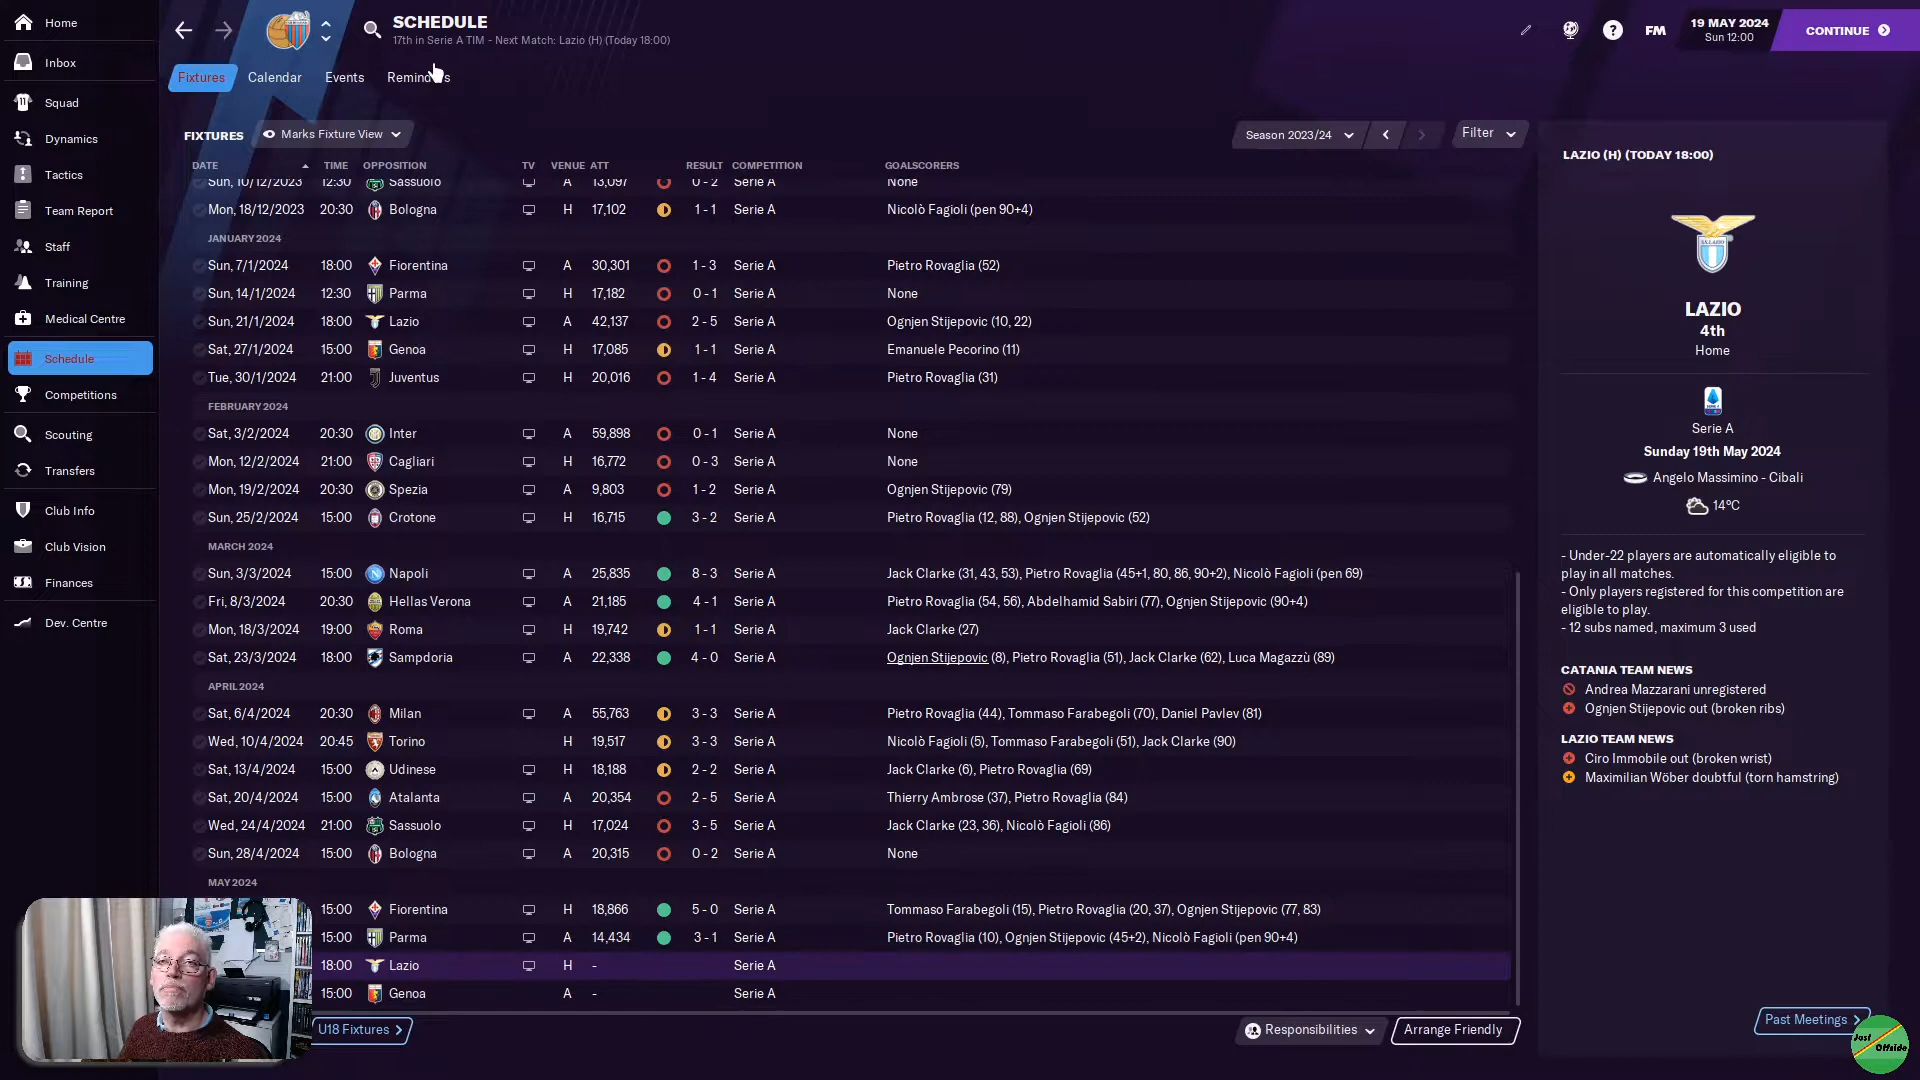 Home
Inbox
Squad
Dynamics
Tactics
Team Report
Staff
Training
Medical Centre
Schedule
Competitions
Scouting
Transfers
Club Info
Club Vision
Finances
Dev. Centre
SCHEDULE
17th in Serie A TIM - Next Match: Lazio (H) (Today 18:00)
FM
19 MAY 2024
Sun 12:00
CONTINUE
Fixtures Calendar Events
FIXTURES Marks Fixture View Season 2023/24 Filter
DATE TIME OPPOSITION TV VENUE ATT RESULT COMPETITION GOALSCORERS
Sun, 10/12/2023 12:30 Sassuolo A 13,097 0 - 2 Serie A None
Mon, 18/12/2023 20:30 Bologna H 17,102 1 - 1 Serie A Nicolò Fagioli (pen 90+4)
JANUARY 2024
Sun, 7/1/2024 18:00 Fiorentina A 30,301 1 - 3 Serie A Pietro Rovaglia (52)
Sun, 14/1/2024 12:30 Parma H 17,182 0 - 1 Serie A None
Sun, 21/1/2024 18:00 Lazio A 42,137 2 - 5 Serie A Ognjen Stijepovic (10, 22)
Sat, 27/1/2024 15:00 Genoa H 17,085 1 - 1 Serie A Emanuele Pecorino (11)
Tue, 30/1/2024 21:00 Juventus H 20,016 1 - 4 Serie A Pietro Rovaglia (31)
FEBRUARY 2024
Sat, 3/2/2024 20:30 Inter A 59,898 0 - 1 Serie A None
Mon, 12/2/2024 21:00 Cagliari H 16,772 0 - 3 Serie A None
Mon, 19/2/2024 20:30 Spezia A 9,803 1 - 2 Serie A Ognjen Stijepovic (79)
Sun, 25/2/2024 15:00 Crotone H 16,715 3 - 2 Serie A Pietro Rovaglia (12, 88), Ognjen Stijepovic (52)
MARCH 2024
Sun, 3/3/2024 15:00 Napoli A 25,835 8 - 3 Serie A Jack Clarke (31, 43, 53), Pietro Rovaglia (45+1, 80, 86, 90+2), Nicolò Fagioli (pen 69)
Fri, 8/3/2024 20:30 Hellas Verona A 21,185 4 - 1 Serie A Pietro Rovaglia (54, 56), Abdelhamid Sabiri (77), Ognjen Stijepovic (90+4)
Mon, 18/3/2024 19:00 Roma H 19,742 1 - 1 Serie A Jack Clarke (27)
Sat, 23/3/2024 18:00 Sampdoria A 22,338 4 - 0 Serie A Ognjen Stijepovic (8), Pietro Rovaglia (51), Jack Clarke (62), Luca Magazzù (89)
APRIL 2024
Sat, 6/4/2024 20:30 Milan A 55,763 3 - 3 Serie A Pietro Rovaglia (44), Tommaso Farabegoli (70), Daniel Pavlev (81)
Wed, 10/4/2024 20:45 Torino H 19,517 3 - 3 Serie A Nicolò Fagioli (5), Tommaso Farabegoli (51), Jack Clarke (90)
Sat, 13/4/2024 15:00 Udinese H 18,188 2 - 2 Serie A Jack Clarke (6), Pietro Rovaglia (69)
Sat, 20/4/2024 15:00 Atalanta A 20,354 2 - 5 Serie A Thierry Ambrose (37), Pietro Rovaglia (84)
Wed, 24/4/2024 21:00 Sassuolo H 17,024 3 - 5 Serie A Jack Clarke (23, 36), Nicolò Fagioli (86)
Sun, 28/4/2024 15:00 Bologna A 20,315 0 - 2 Serie A None
MAY 2024
15:00 Fiorentina H 18,866 5 - 0 Serie A Tommaso Farabegoli (15), Pietro Rovaglia (20, 37), Ognjen Stijepovic (77, 83)
15:00 Parma A 14,434 3 - 1 Serie A Pietro Rovaglia (10), Ognjen Stijepovic (45+2), Nicolò Fagioli (pen 90+4)
18:00 Lazio H - Serie A
15:00 Genoa A - Serie A
U18 Fixtures Responsibilities Arrange Friendly
LAZIO (H) (TODAY 18:00)
LAZIO
4th
Home
Serie A
Sunday 19th May 2024
Angelo Massimino - Cibali
14°C
- Under-22 players are automatically eligible to
play in all matches.
- Only players registered for this competition are
eligible to play.
- 12 subs named, maximum 3 used
CATANIA TEAM NEWS
Andrea Mazzarani unregistered
Ognjen Stijepovic out (broken ribs)
LAZIO TEAM NEWS
Ciro Immobile out (broken wrist)
Maximilian Wöber doubtful (torn hamstring)
Past Meetings
Just
Offside